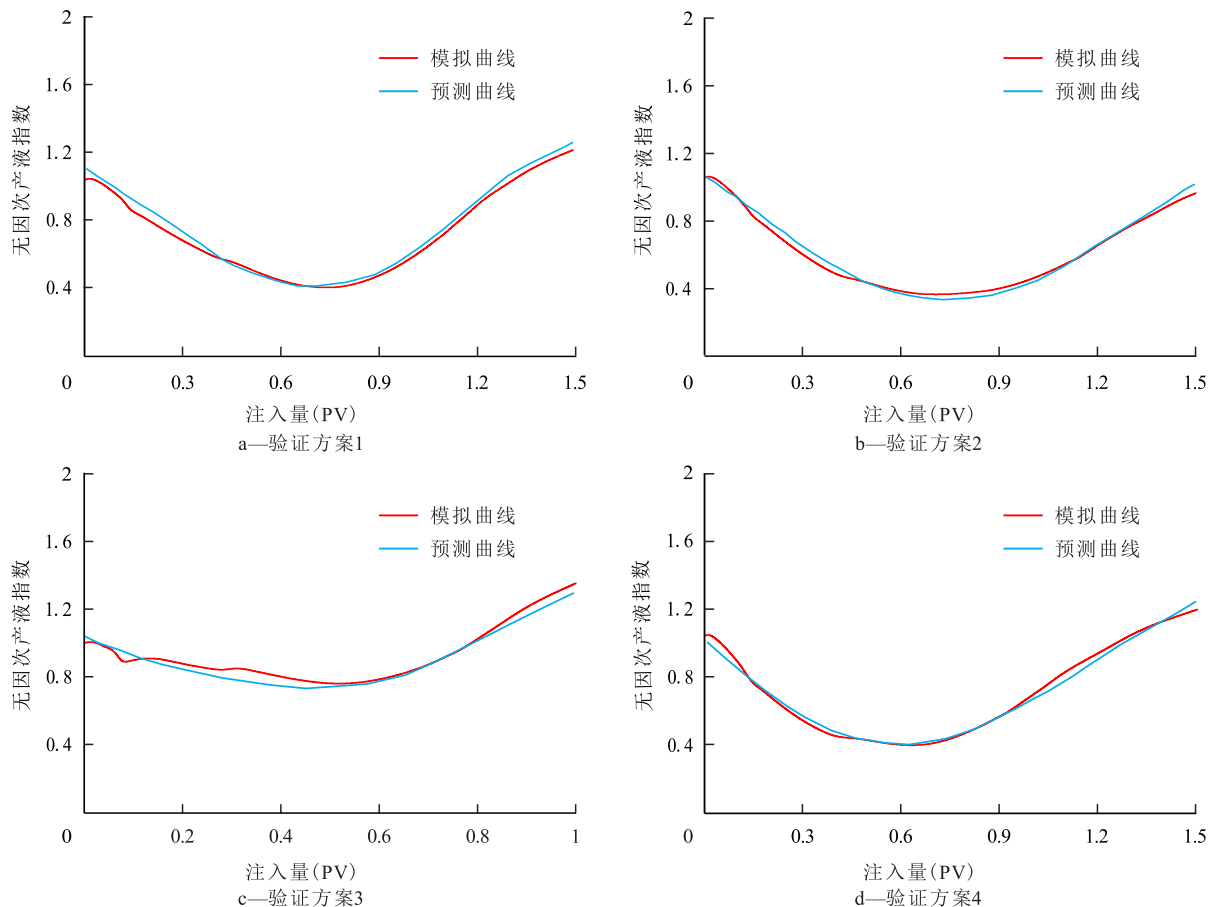 2
1.6
1.2
0.8
0.4
0
0.3
0.6
0.9
1.2
1.5
无因次产液指数
模拟曲线
预测曲线
注入量(PV)
a—验证方案1
2
1.6
1.2
0.8
0.4
0
0.3
0.6
0.9
1.2
1.5
无因次产液指数
模拟曲线
预测曲线
注入量(PV)
b—验证方案2
2
1.6
1.2
0.8
0.4
0
0.2
0.4
0.6
0.8
1
无因次产液指数
模拟曲线
预测曲线
注入量(PV)
c—验证方案3
2
1.6
1.2
0.8
0.4
0
0.3
0.6
0.9
1.2
1.5
无因次产液指数
模拟曲线
预测曲线
注入量(PV)
d—验证方案4